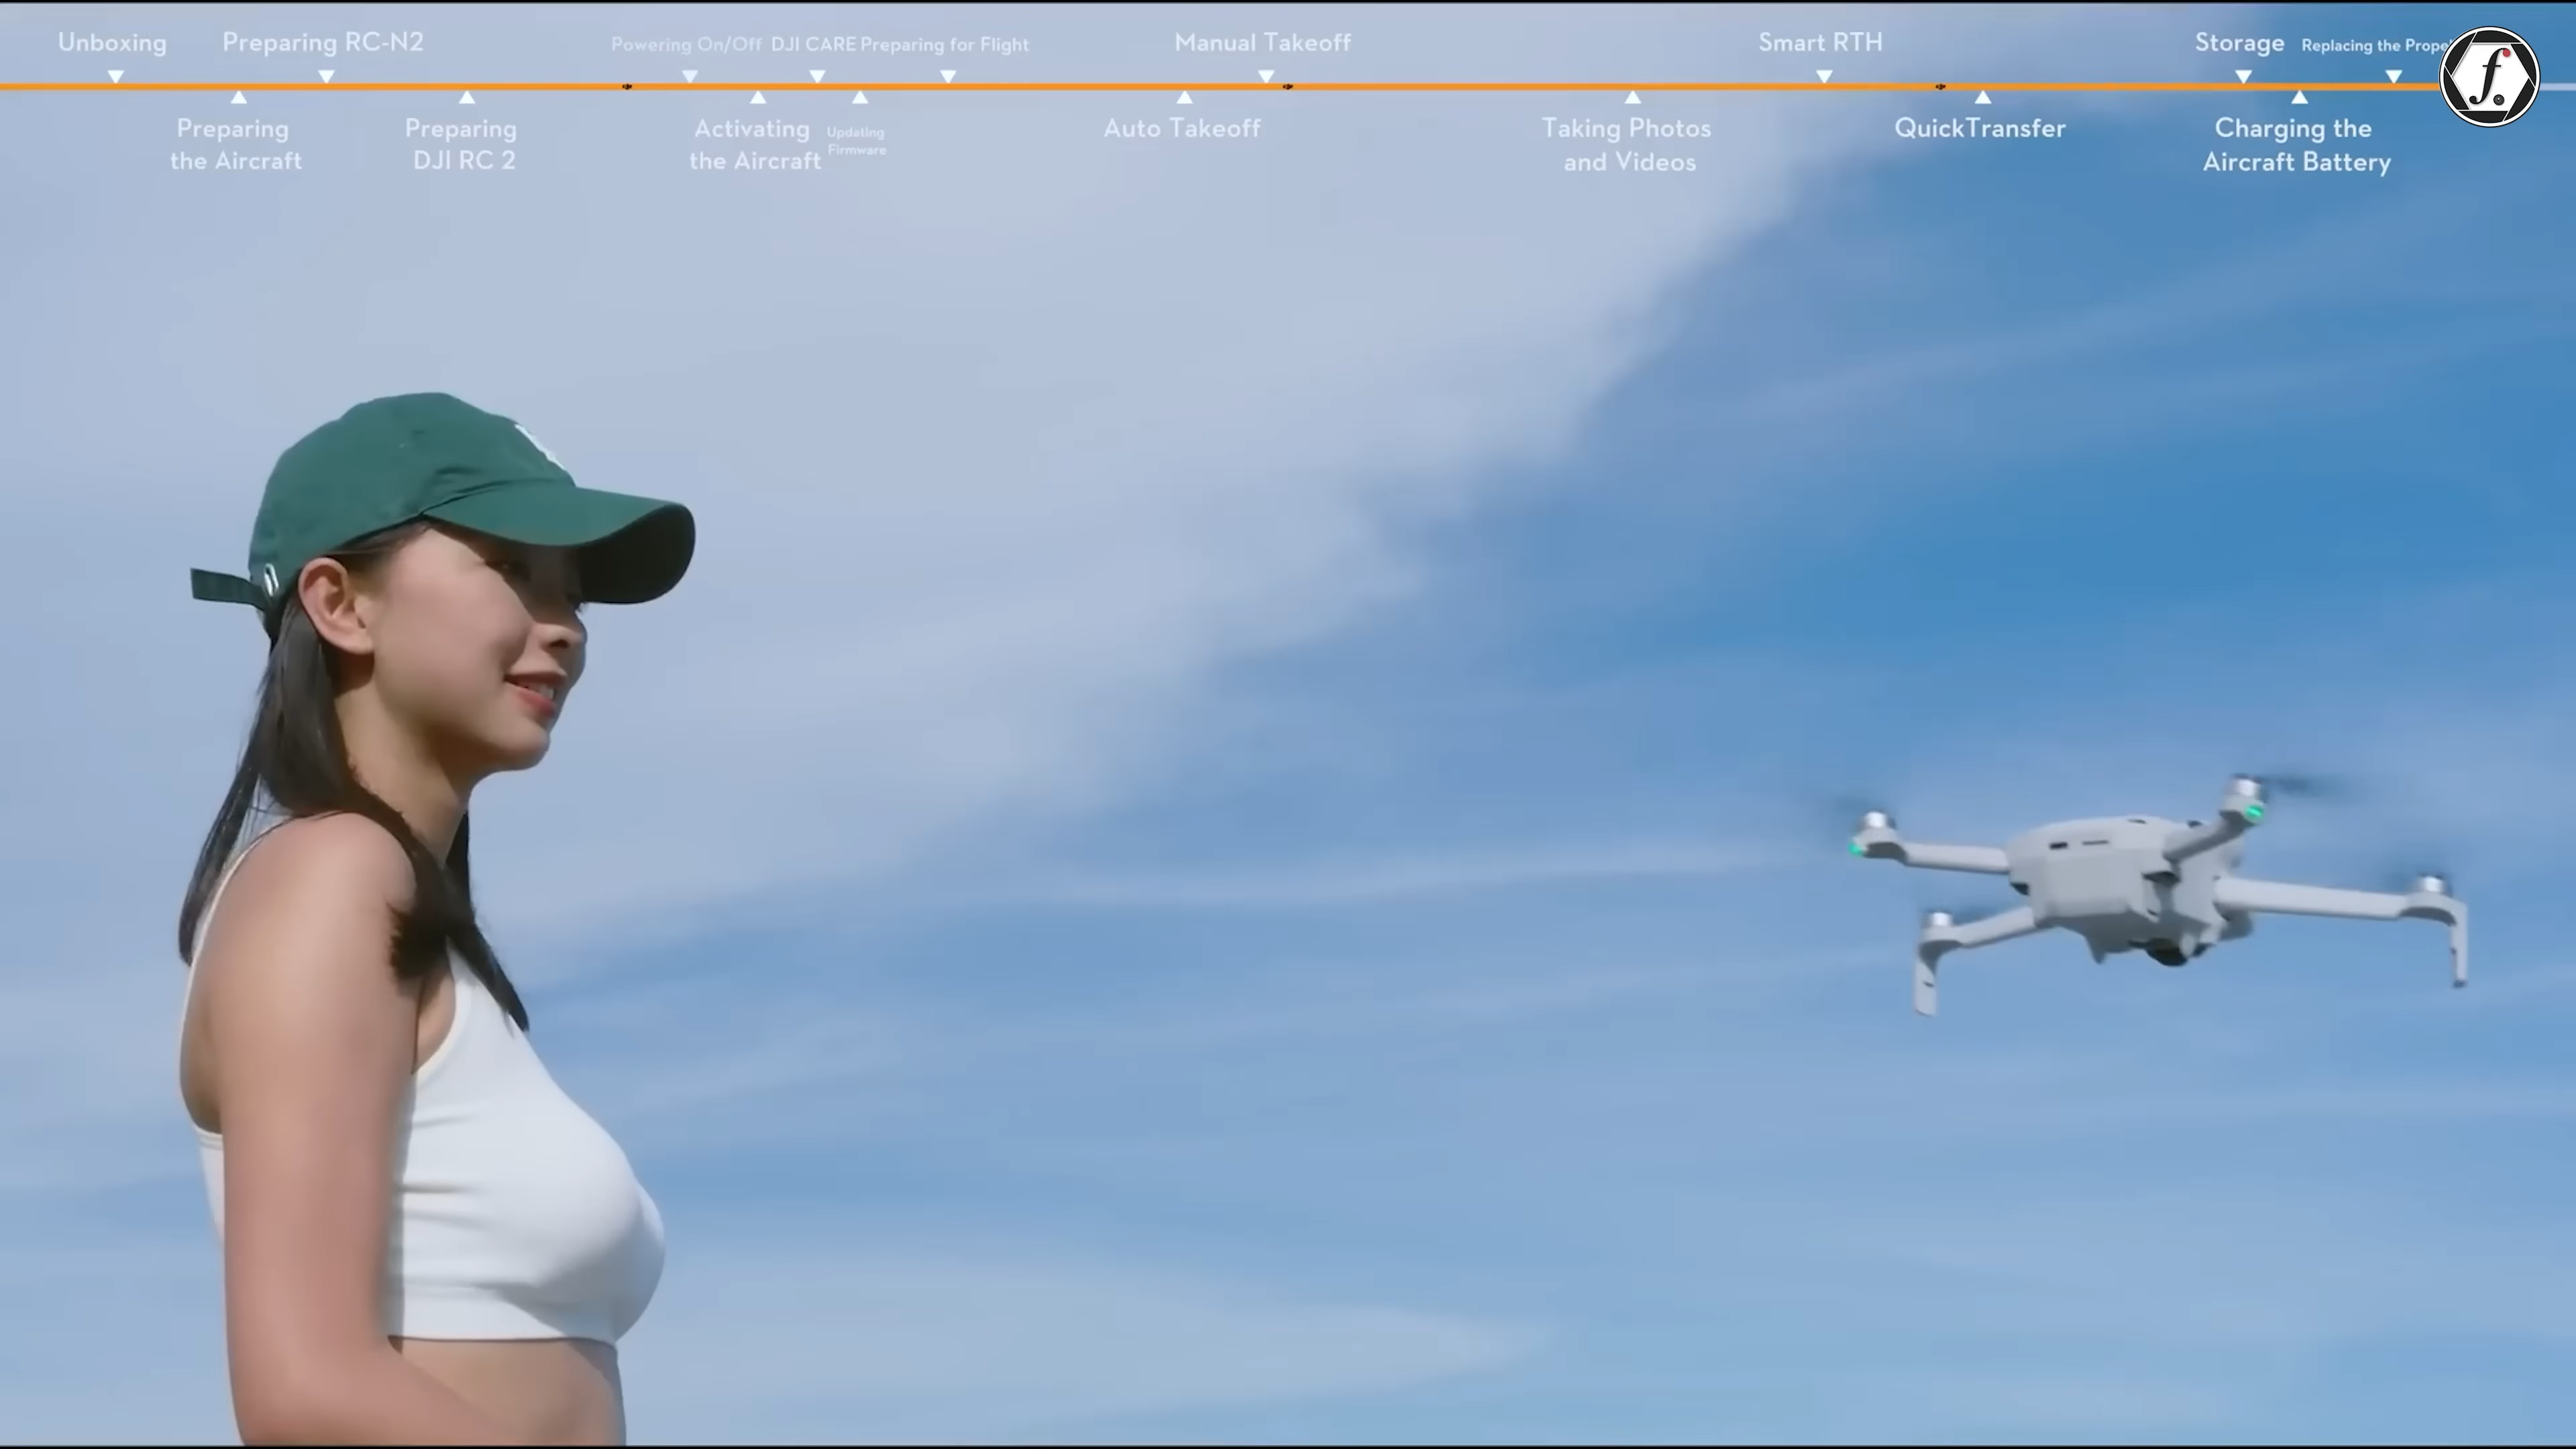 Unboxing
Preparing RC-N2
Powering On/Off
DJI CARE
Preparing for Flight
Manual Takeoff
Smart RTH
Storage
Replacing the
Preparing
the Aircraft
Preparing
DJI RC 2
Activating
the Aircraft
Updating
Firmware
Auto Takeoff
Taking Photos
and Videos
QuickTransfer
Charging the
Aircraft Battery
f.